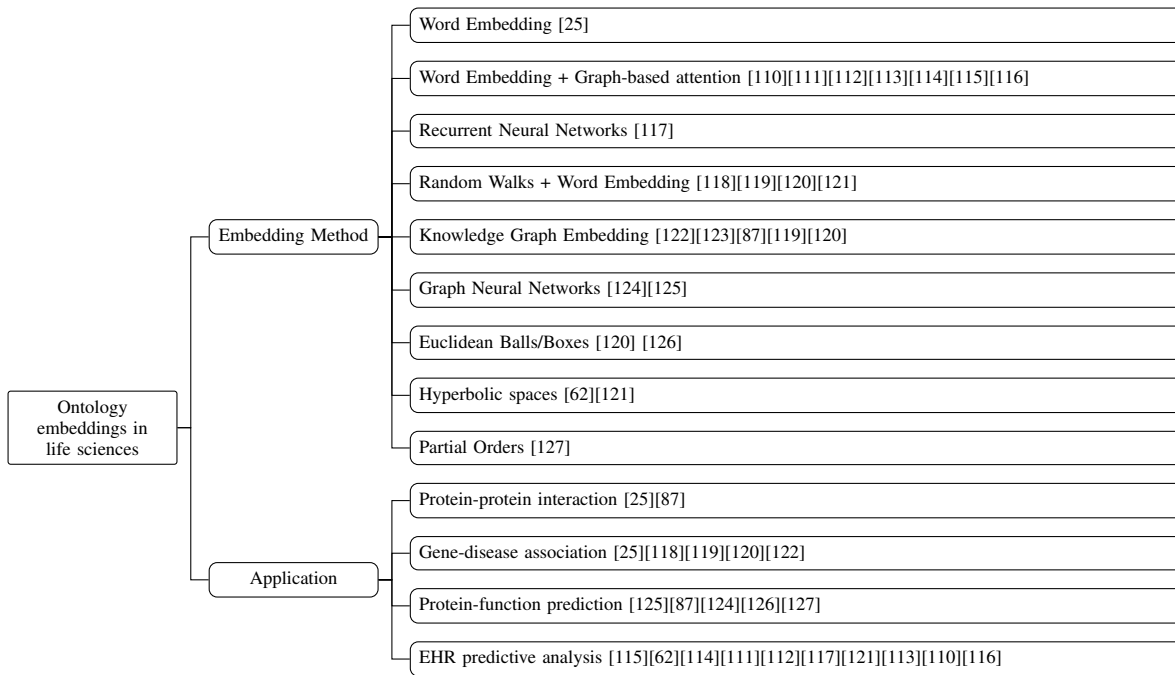 Word Embedding [25]
Word Embedding + Graph-based attention [110][111][112][113][114][115][116]
Recurrent Neural Networks [117]
Random Walks + Word Embedding [118][119][120][121]
Embedding Method
Knowledge Graph Embedding [122][123][87][119][120]
Graph Neural Networks [124][125]
Euclidean Balls/Boxes [120] [126]
Hyperbolic spaces [62][121]
Ontology
embeddings in
life sciences
Partial Orders [127]
Protein-protein interaction [25][87]
Gene-disease association [25][118][119][120][122]
Application
Protein-function prediction [125][87][124][126][127]
EHR predictive analysis [115][62][114][111][112][117][121][113][110][116]